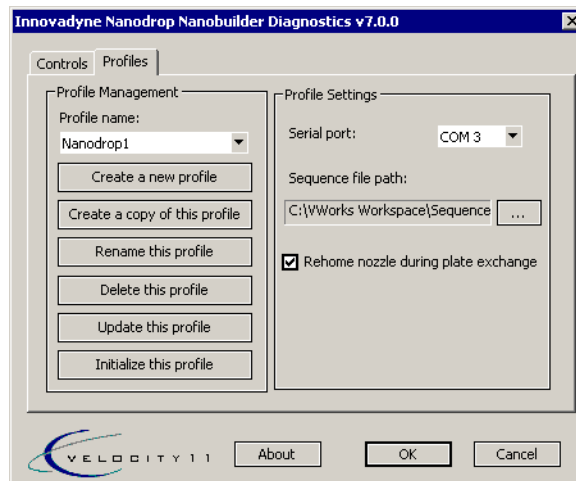 Innovadyne Nanodrop Nanobuilder Diagnostics v7.0.0
Controls
Profiles
Profile Management
Profile name:
Nanodrop1
Create a new profile
Create a copy of this profile
Rename this profile
Delete this profile
Update this profile
Initialize this profile
Profile Settings
Serial port:
COM 3
Sequence file path:
C:\VWorks Workspace\Sequence
...
Rehome nozzle during plate exchange
VELOCITY11
About
OK
Cancel